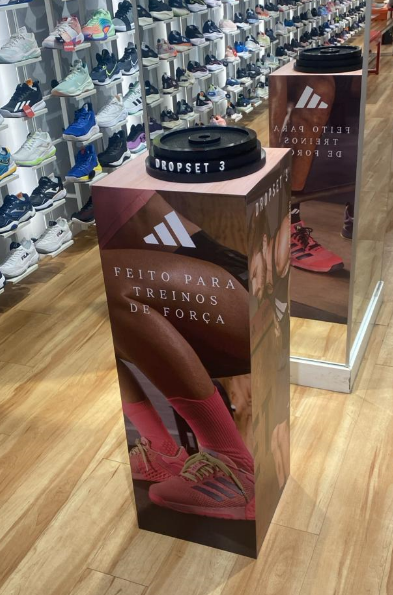 DROPSET 3
FEITO PARA
TREINOS
DE FORÇA
DROPSET 3
FEITO PARA
TREINOS
DE FORÇA